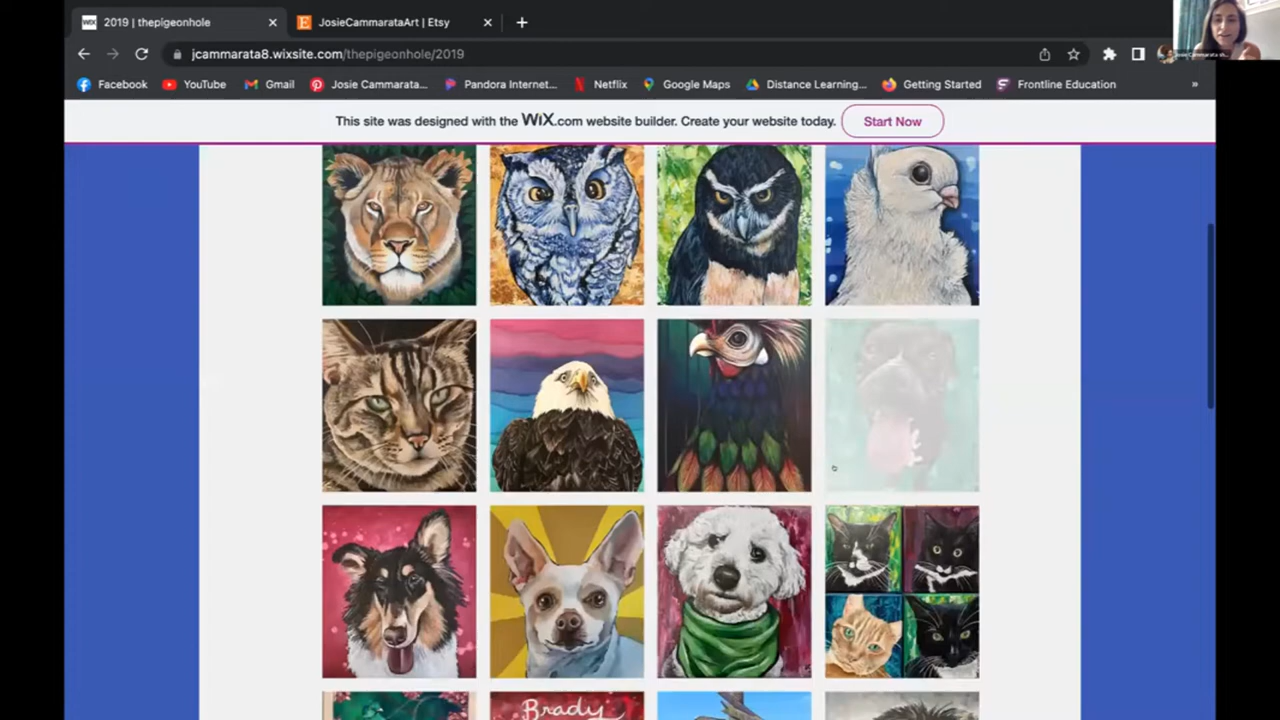 2019 | thepigeonhole
JosieCammarataArt | Etsy
jcammarata8.wixsite.com/thepigeonhole/2019
Facebook YouTube Gmail Josie Cammarata... Pandora Internet... Netflix Google Maps Distance Learning... Getting Started Frontline Education »
This site was designed with the WiX.com website builder. Create your website today. Start Now
Brady